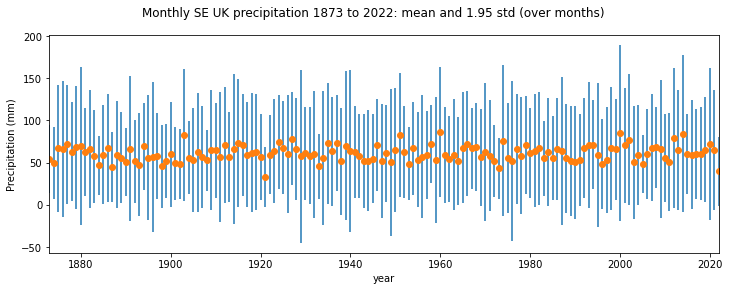 Monthly SE UK precipitation 1873 to 2022: mean and 1.95 std (over months)
200
150
100
50
0
−50
Precipitation (mm)
1880 1900 1920 1940 1960 1980 2000 2020
year